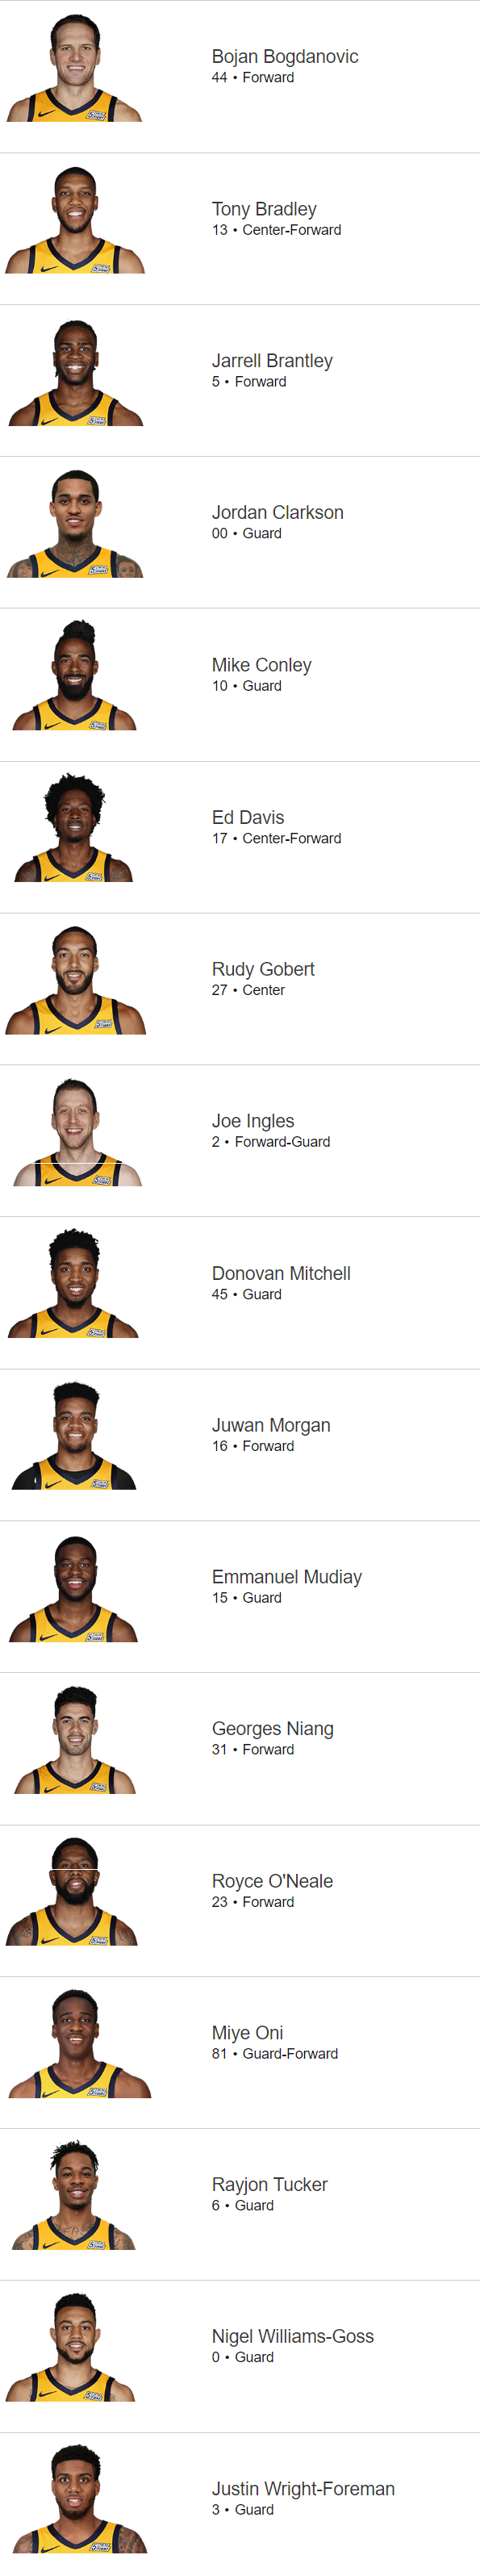 Bojan Bogdanovic
44 • Forward
Tony Bradley
13 • Center-Forward
Jarrell Brantley
5 • Forward
Jordan Clarkson
00 • Guard
Mike Conley
10 • Guard
Ed Davis
17 • Center-Forward
Rudy Gobert
27 • Center
Joe Ingles
2 • Forward-Guard
Donovan Mitchell
45 • Guard
Juwan Morgan
16 • Forward
Emmanuel Mudiay
15 • Guard
Georges Niang
31 • Forward
Royce O'Neale
23 • Forward
Miye Oni
81 • Guard-Forward
Rayjon Tucker
6 • Guard
Nigel Williams-Goss
0 • Guard
Justin Wright-Foreman
3 • Guard